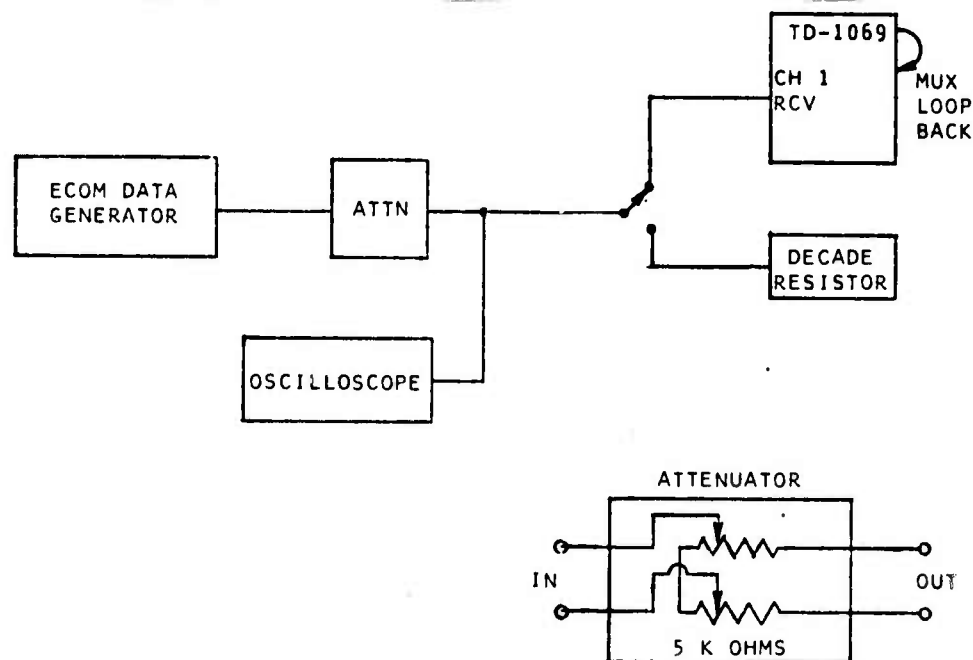 TD-1069
CH 1
RCV
MUX
LOOP
BACK
ECOM DATA
GENERATOR
ATTN
DECADE
RESISTOR
OSCILLOSCOPE
ATTENUATOR
IN
OUT
5 K OHMS